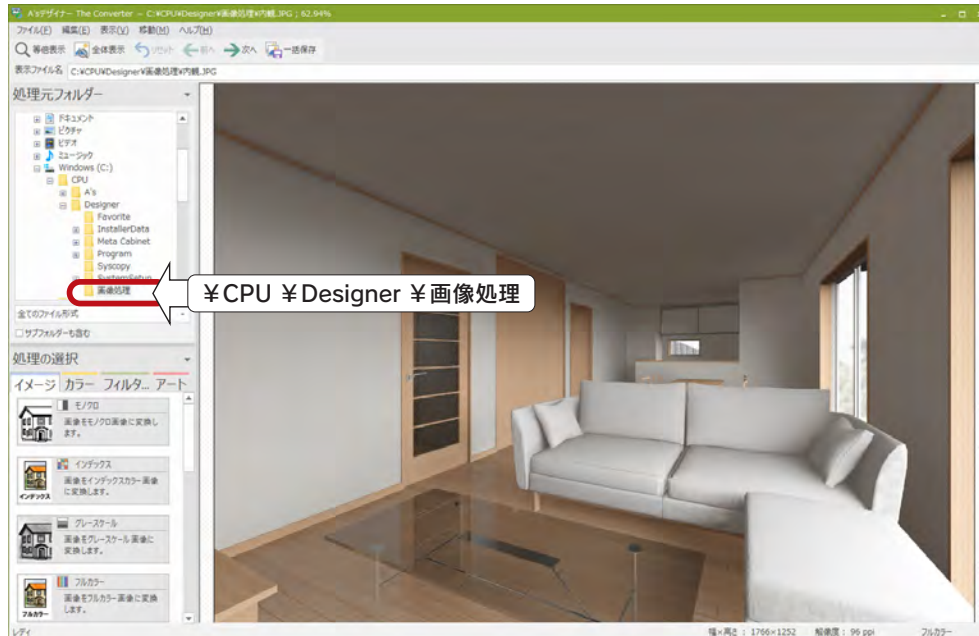 A'sデザイナー The Converter － C:¥CPU¥Designer¥画像処理¥内観.JPG ; 62.94%
ファイル(F) 編集(E) 表示(V) 移動(M) ヘルプ(H)
等倍表示 全体表示 リセット 前へ 次へ 一括保存
表示ファイル名 C:¥CPU¥Designer¥画像処理¥内観.JPG
処理元フォルダー
ドキュメント
ピクチャ
ビデオ
ミュージック
Windows (C:)
CPU
A's
Designer
Favorite
InstallerData
Meta Cabinet
Program
Syscopy
SystemSetup
画像処理
¥CPU ¥Designer ¥画像処理
全てのファイル形式
サブフォルダーも含む
処理の選択
イメージ カラー フィルタ... アート
モノクロ
画像をモノクロ画像に変換し
ます。
インデックス
画像をインデックスカラー画像
に変換します。
インデックス
グレースケール
画像をグレースケール画像に
変換します。
フルカラー
画像をフルカラー画像に変換
します。
フルカラー
レディ
幅×高さ : 1766×1252 解像度 : 96 ppi フルカラー